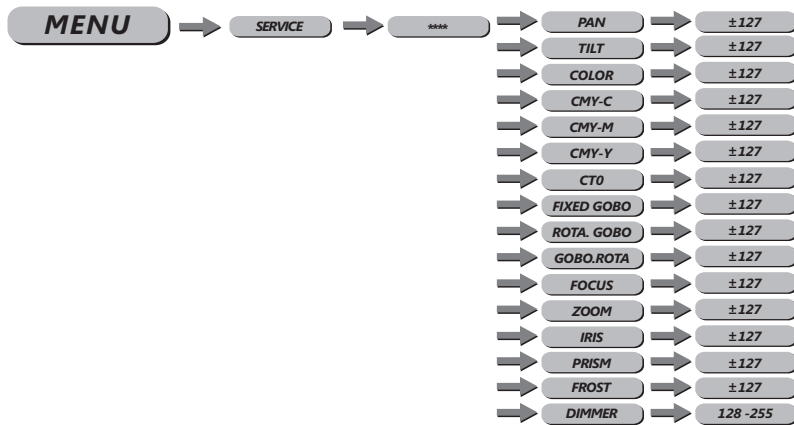 MENU SERVICE **** PAN ±127
TILT ±127
COLOR ±127
CMY-C ±127
CMY-M ±127
CMY-Y ±127
CT0 ±127
FIXED GOBO ±127
ROTA. GOBO ±127
GOBO.ROTA ±127
FOCUS ±127
ZOOM ±127
IRIS ±127
PRISM ±127
FROST ±127
DIMMER 128 -255